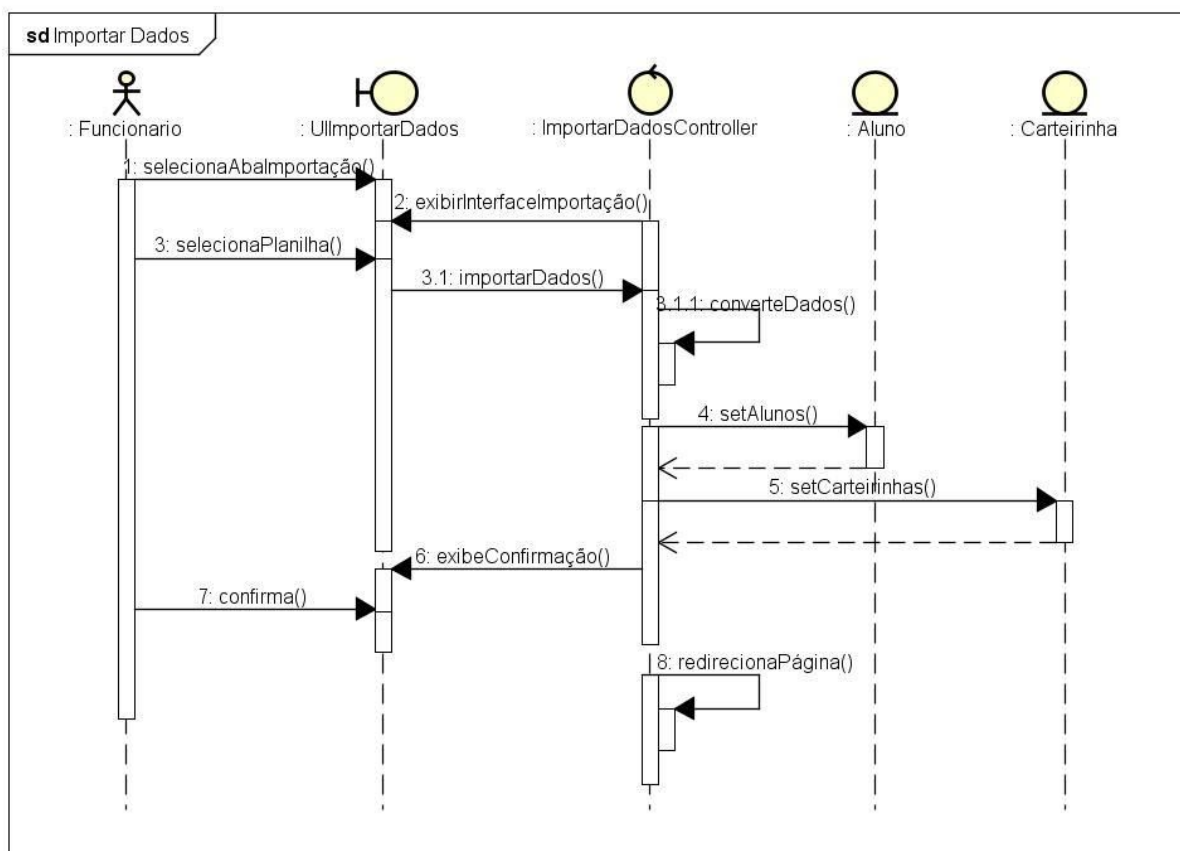 sd Importar Dados
: Funcionario
: UIImportarDados
: ImportarDadosController
: Aluno
: Carteirinha
1: selecionaAbaImportação()
2: exibirInterfaceImportação()
3: selecionaPlanilha()
3.1: importarDados()
3.1.1: converteDados()
4: setAlunos()
5: setCarteirinhas()
6: exibeConfirmação()
7: confirma()
8: redirecionaPágina()